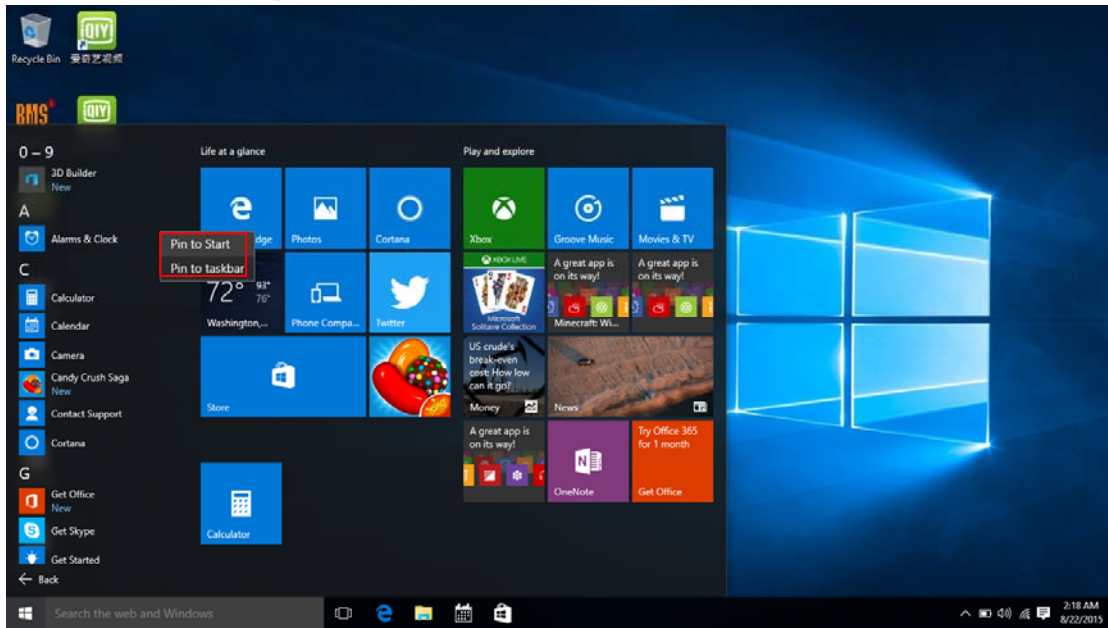 Recycle Bin
爱奇艺视频
QIY
BMS
QIY
0 – 9
3D Builder
New
A
Alarms & Clock
C
Calculator
Calendar
Camera
Candy Crush Saga
New
Contact Support
Cortana
G
Get Office
New
Get Skype
Get Started
Back
Pin to Start
Pin to taskbar
Life at a glance
dge
Photos
Cortana
72° 93°
76°
Washington,...
Phone Compa...
Twitter
Store
Calculator
Play and explore
Xbox
Groove Music
Movies & TV
XBOX LIVE
Microsoft
Solitaire Collection
A great app is
on its way!
Minecraft: Wi...
A great app is
on its way!
US crude's
break-even
cost: How low
can it go?
Money
News
A great app is
on its way!
OneNote
Try Office 365
for 1 month
Get Office
Search the web and Windows
2:18 AM
8/22/2015